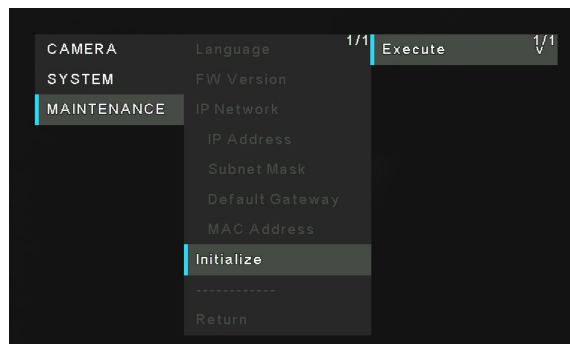 CAMERA
SYSTEM
MAINTENANCE
Language 1/1
FW Version
IP Network
IP Address
Subnet Mask
Default Gateway
MAC Address
Initialize
------------
Return
Execute 1/1